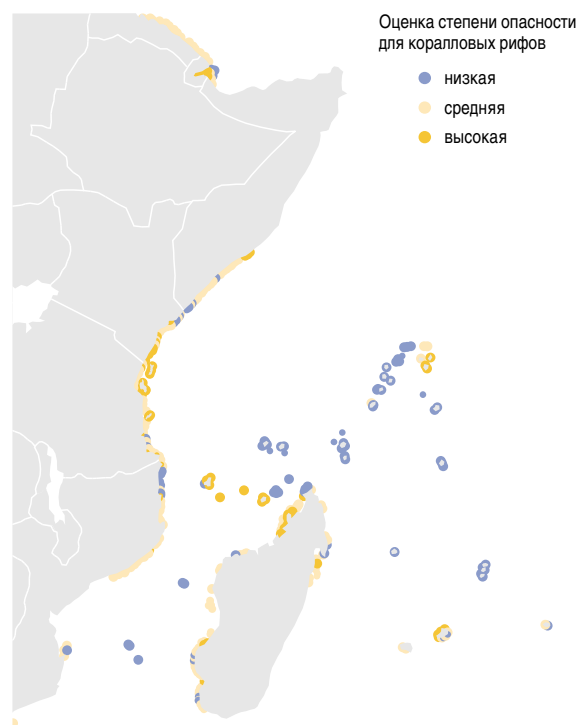 Оценка степени опасности
для коралловых рифов
низкая
средняя
высокая